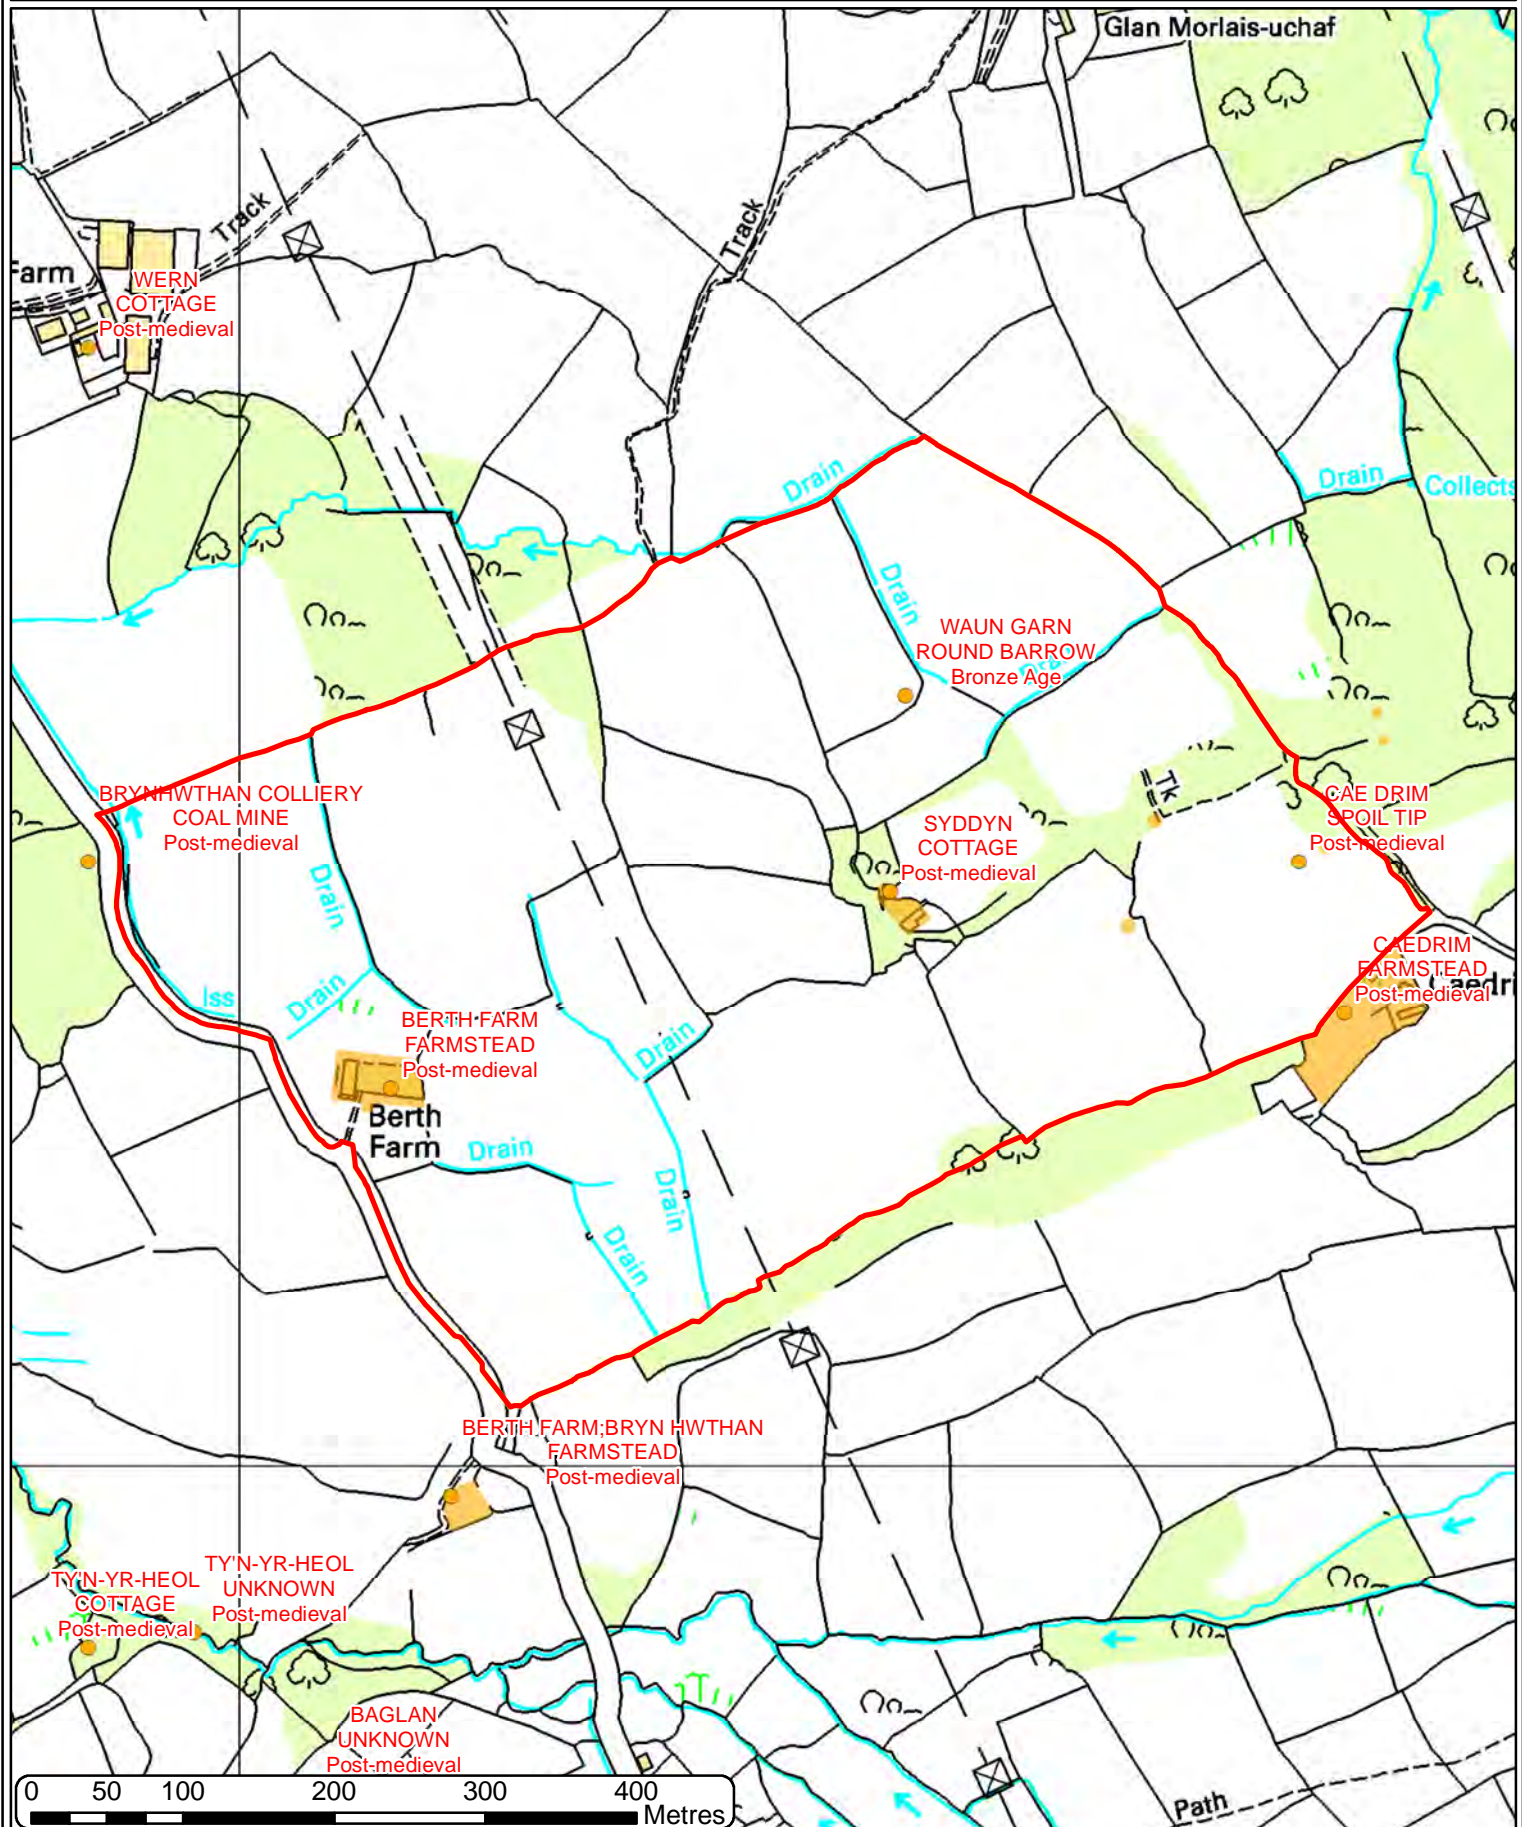 Glan Morlais-uchaf
Track
Track
Farm
WERN
COTTAGE
Post-medieval
Drain
Drain
Collects
Drain
WAUN GARN
ROUND BARROW
Bronze Age
BRYNHWTHAN COLLIERY
COAL MINE
Post-medieval
Tk
CAE DRIM
SPOIL TIP
Post-medieval
SYDDYN
COTTAGE
Post-medieval
Drain
CAEDRIM
FARMSTEAD
Post-medieval
Caedri
Iss
Drain
BERTH FARM
FARMSTEAD
Post-medieval
Drain
Berth
Farm
Drain
Drain
Drain
BERTH FARM;BRYN HWTHAN
FARMSTEAD
Post-medieval
TY'N-YR-HEOL
COTTAGE
Post-medieval
TY'N-YR-HEOL
UNKNOWN
Post-medieval
BAGLAN
UNKNOWN
Post-medieval
0 50 100 200 300 400
Metres
Path